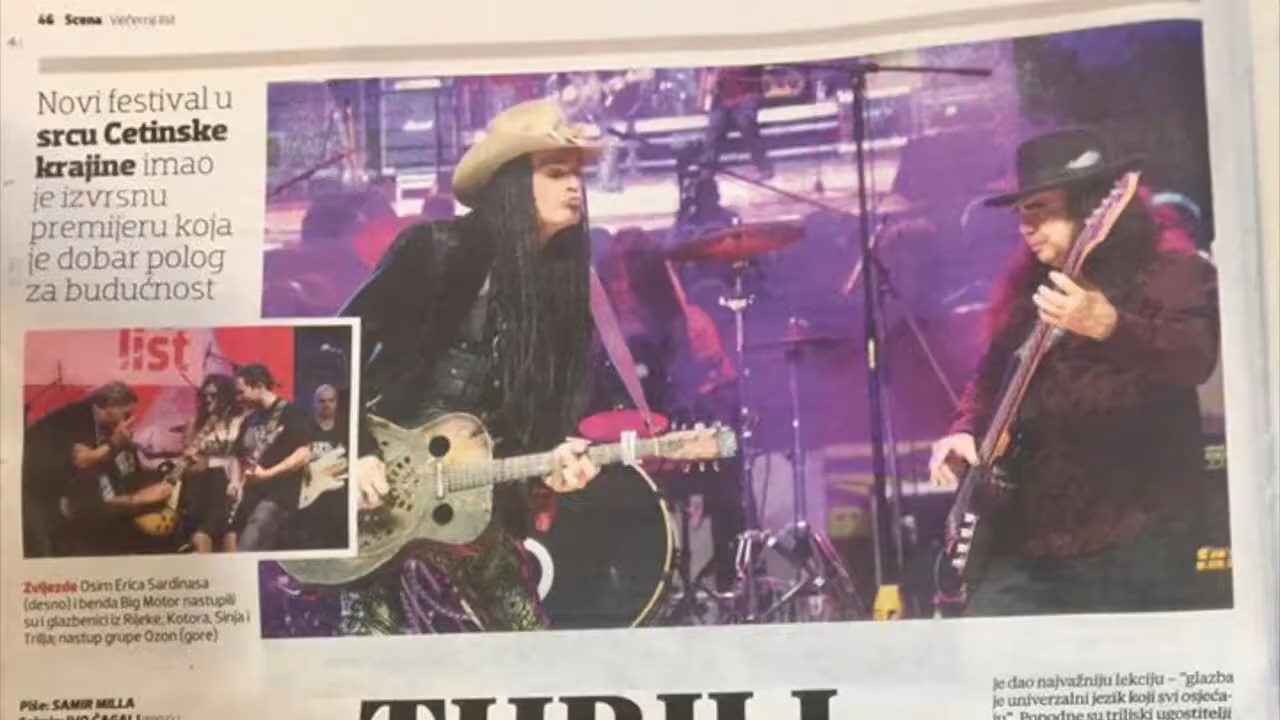 46 Scena Večernji list
Novi festival u
srcu Cetinske
krajine imao
je izvrsnu
premijeru koja
je dobar polog
za budućnost
list
Zvijezde Osim Erica Sardinasa
(desno) i benda Big Motor nastupili
su i glazbenici iz Rijeke, Kotora, Sinja i
Trilja; nastup grupe Ozon (gore)
Piše: SAMIR MILLA
je dao najvažniju lekciju – "glazba
je univerzalni jezik koji svi osjeća-
ju". Popodne su triljski ugostitelji